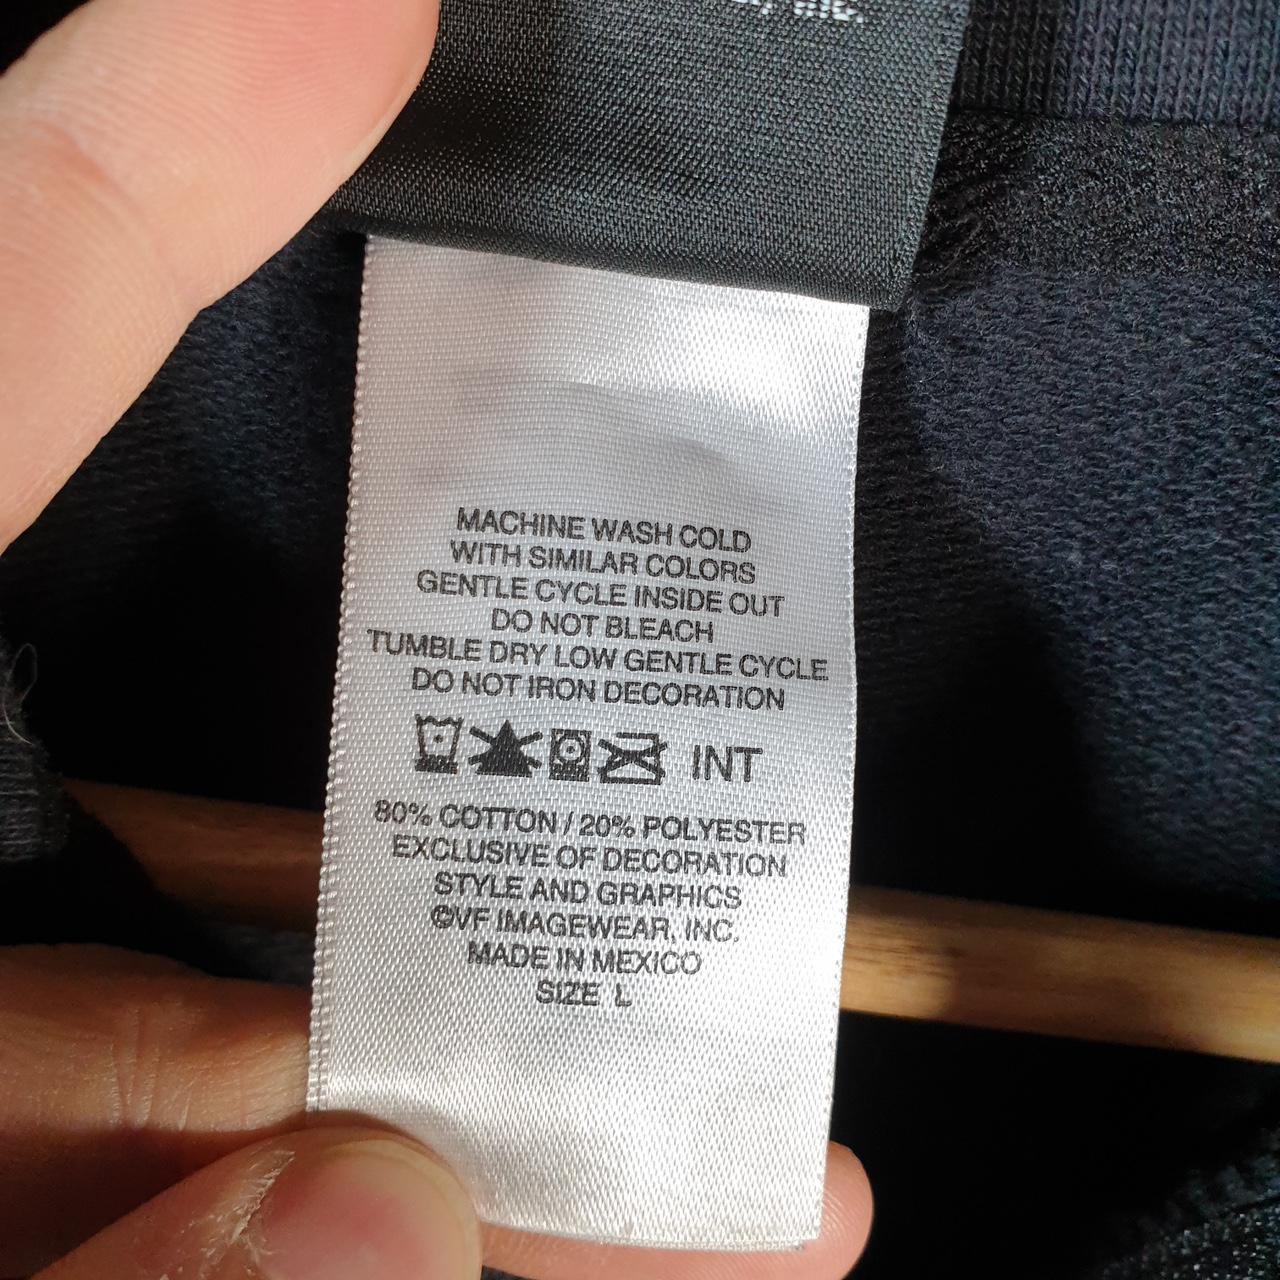 MACHINE WASH COLD
WITH SIMILAR COLORS
GENTLE CYCLE INSIDE OUT
DO NOT BLEACH
TUMBLE DRY LOW GENTLE CYCLE
DO NOT IRON DECORATION
INT
80% COTTON / 20% POLYESTER
EXCLUSIVE OF DECORATION
STYLE AND GRAPHICS
©VF IMAGEWEAR, INC.
MADE IN MEXICO
SIZE L